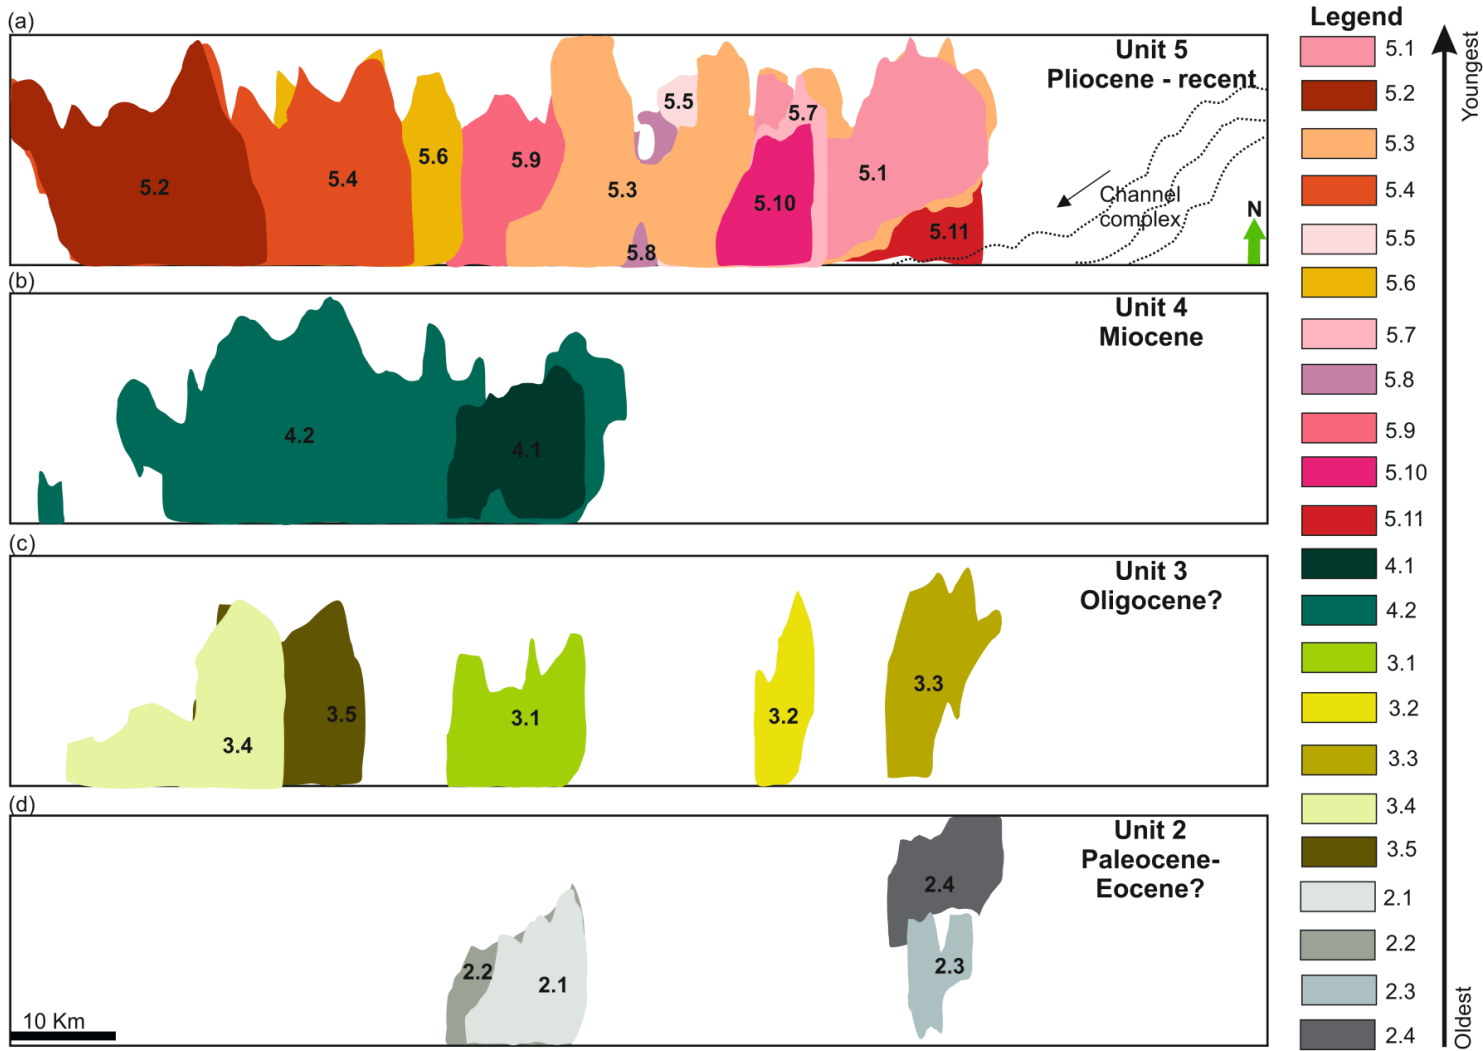 (a)
Unit 5
Pliocene - recent
5.5
5.7
5.6
5.9
5.2
5.4
5.3
5.10
5.1
5.8
5.11
Channel
complex
N
(b)
Unit 4
Miocene
4.2
4.1
(c)
Unit 3
Oligocene?
3.4
3.5
3.1
3.2
3.3
(d)
Unit 2
Paleocene-
Eocene?
2.2
2.1
2.4
2.3
10 Km
Legend
5.1
5.2
5.3
5.4
5.5
5.6
5.7
5.8
5.9
5.10
5.11
4.1
4.2
3.1
3.2
3.3
3.4
3.5
2.1
2.2
2.3
2.4
Youngest
Oldest